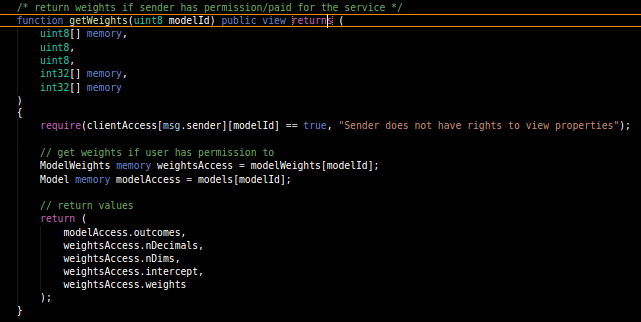 /* return weights if sender has permission/paid for the service */
function getWeights(uint8 modelId) public view returns (
uint8[] memory,
uint8,
uint8,
int32[] memory,
int32[] memory
)
{
require(clientAccess[msg.sender][modelId] == true, "Sender does not have rights to view properties");
// get weights if user has permission to
ModelWeights memory weightsAccess = modelWeights[modelId];
Model memory modelAccess = models[modelId];
// return values
return (
modelAccess.outcomes,
weightsAccess.nDecimals,
weightsAccess.nDims,
weightsAccess.intercept,
weightsAccess.weights
);
}